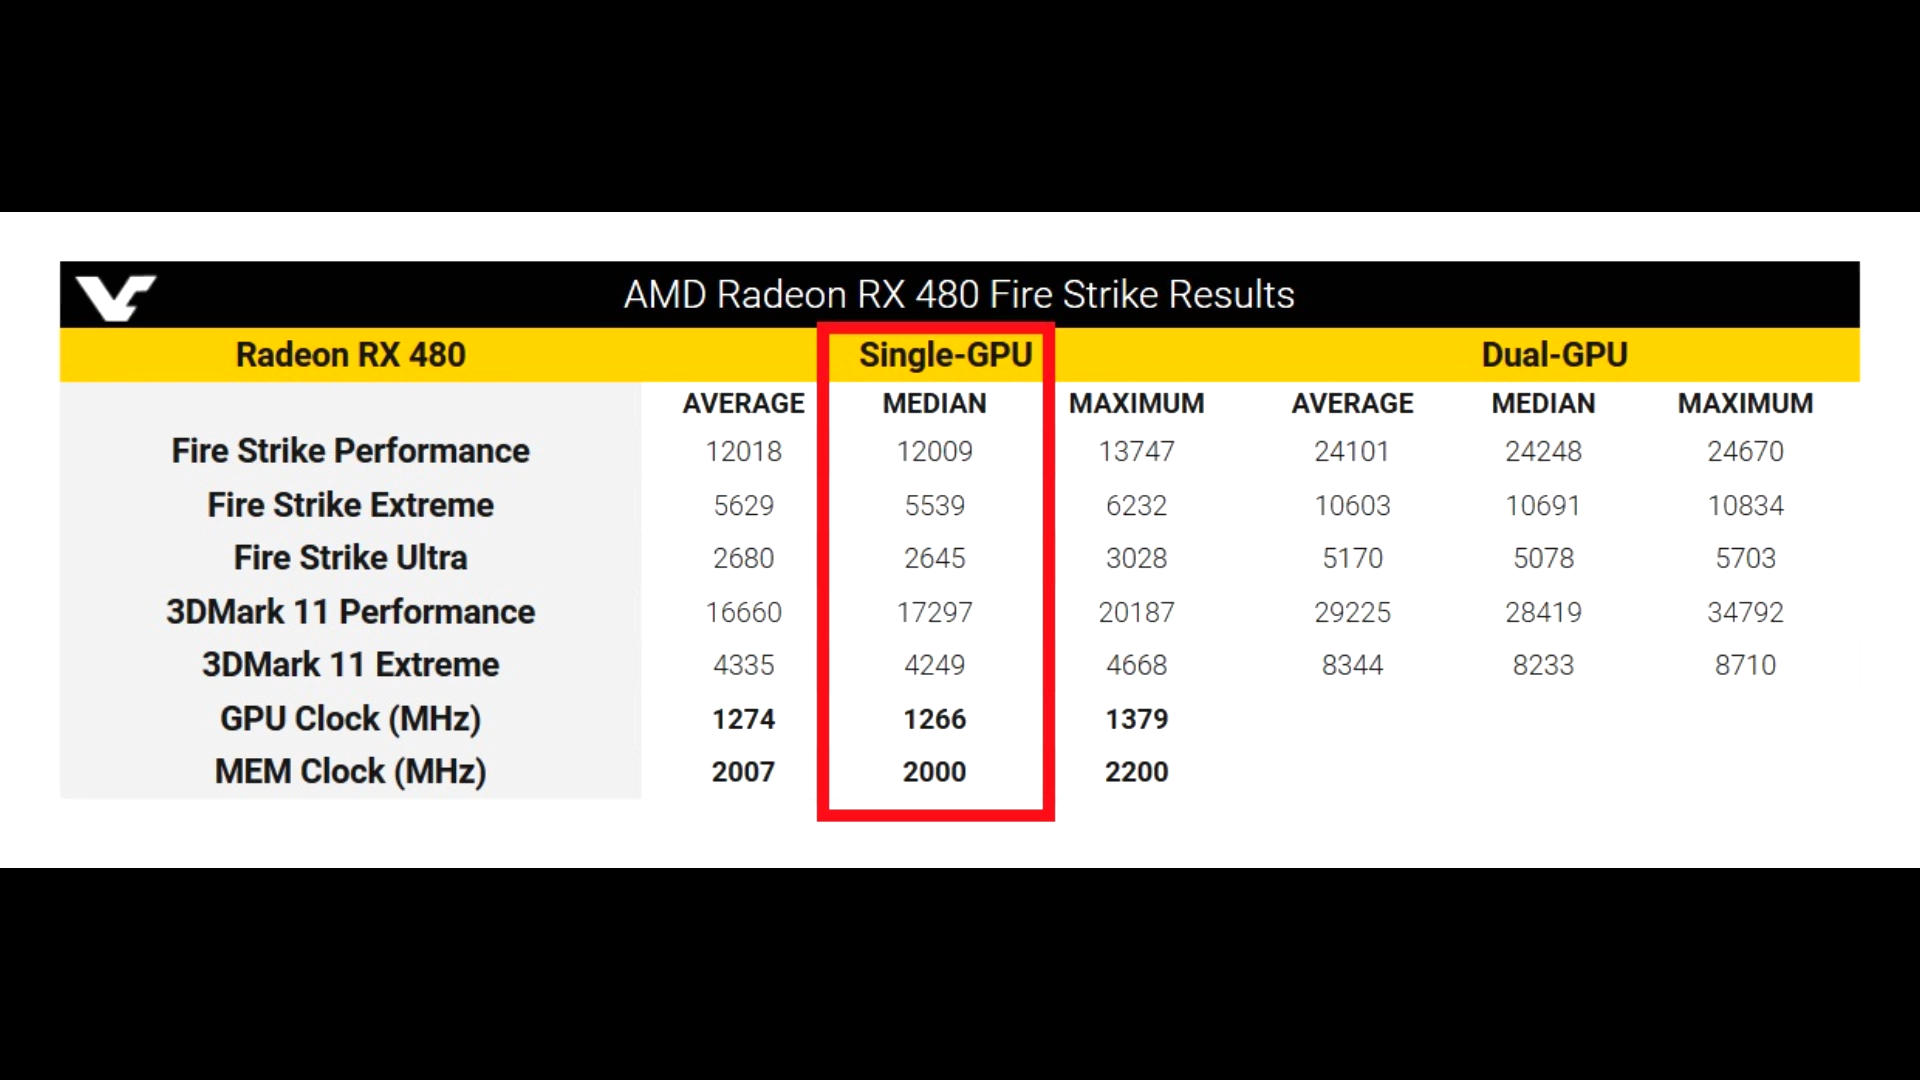 AMD Radeon RX 480 Fire Strike Results
Radeon RX 480 Single-GPU Dual-GPU
AVERAGE MEDIAN MAXIMUM AVERAGE MEDIAN MAXIMUM
Fire Strike Performance 12018 12009 13747 24101 24248 24670
Fire Strike Extreme 5629 5539 6232 10603 10691 10834
Fire Strike Ultra 2680 2645 3028 5170 5078 5703
3DMark 11 Performance 16660 17297 20187 29225 28419 34792
3DMark 11 Extreme 4335 4249 4668 8344 8233 8710
GPU Clock (MHz) 1274 1266 1379
MEM Clock (MHz) 2007 2000 2200